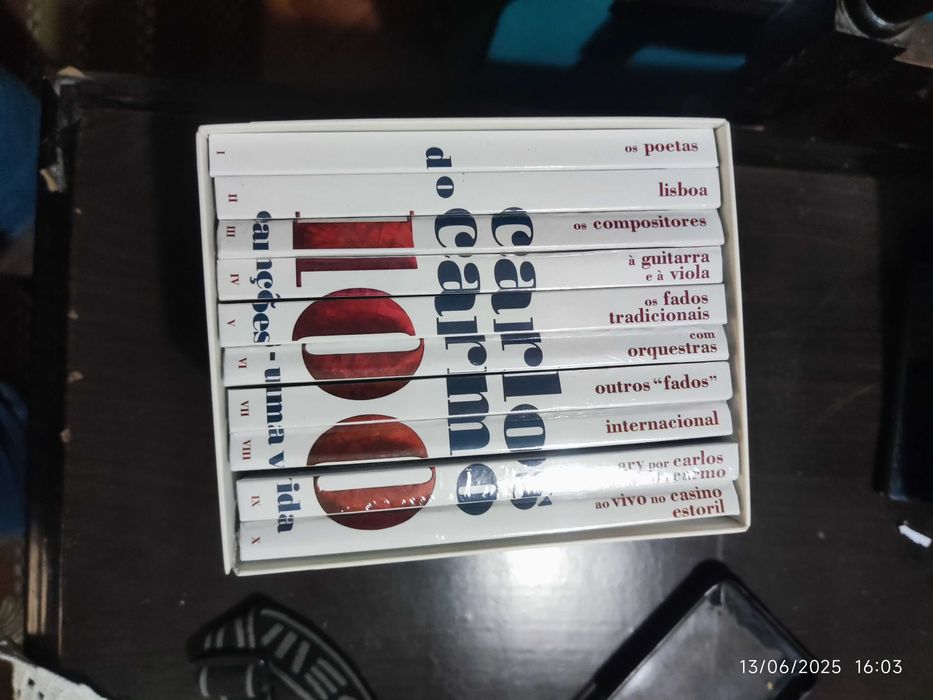 I os poetas
II lisboa
III os compositores
IV à guitarra
e à viola
V os fados
tradicionais
VI com
orquestras
VII outros "fados"
VIII internacional
IX ary por carlos
carmo
X ao vivo no casino
estoril
carlos
do carmo
100
canções - uma vida
13/06/2025 16:03